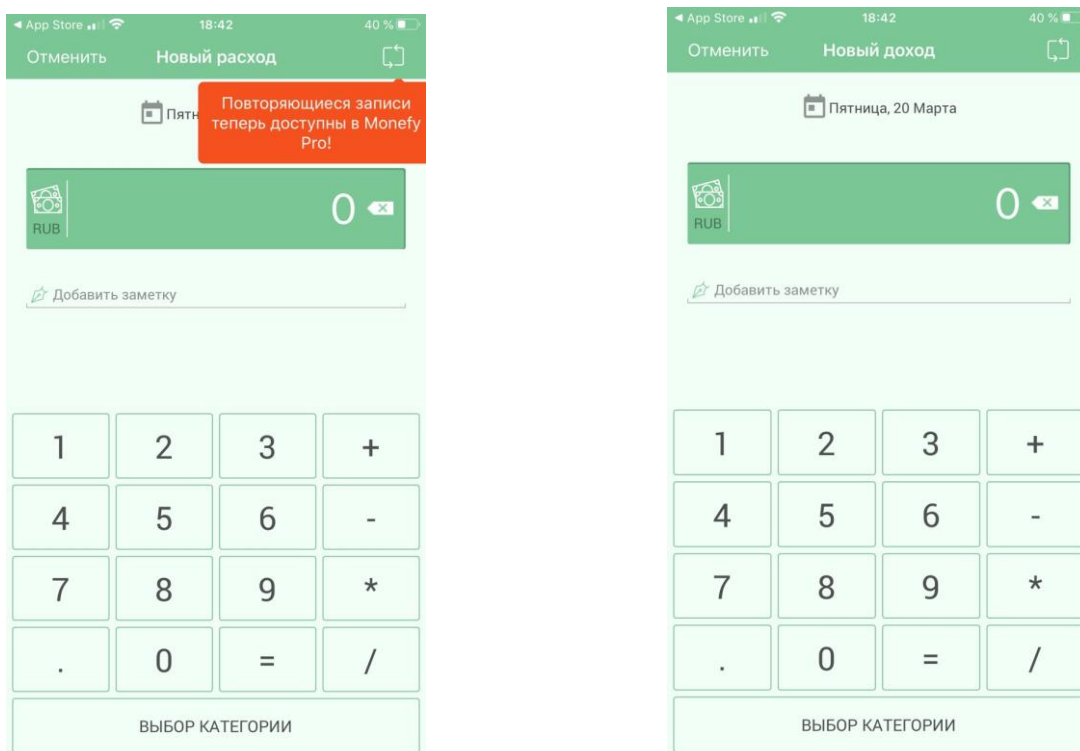 App Store 18:42 40 %
Отменить Новый расход
Повторяющиеся записи
теперь доступны в Monefy
Pro!
Пятн
0
RUB
Добавить заметку
1 2 3 +
4 5 6 -
7 8 9 *
. 0 = /
ВЫБОР КАТЕГОРИИ
App Store 18:42 40 %
Отменить Новый доход
Пятница, 20 Марта
0
RUB
Добавить заметку
1 2 3 +
4 5 6 -
7 8 9 *
. 0 = /
ВЫБОР КАТЕГОРИИ